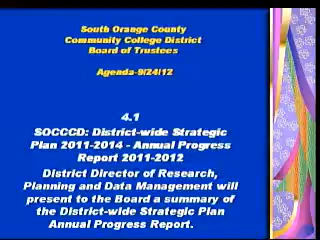 South Orange County
Community College District
Board of Trustees
Agenda-9/24/12
4.1
SOCCCD: District-wide Strategic
Plan 2011-2014 - Annual Progress
Report 2011-2012
District Director of Research,
Planning and Data Management will
present to the Board a summary of
the District-wide Strategic Plan
Annual Progress Report.